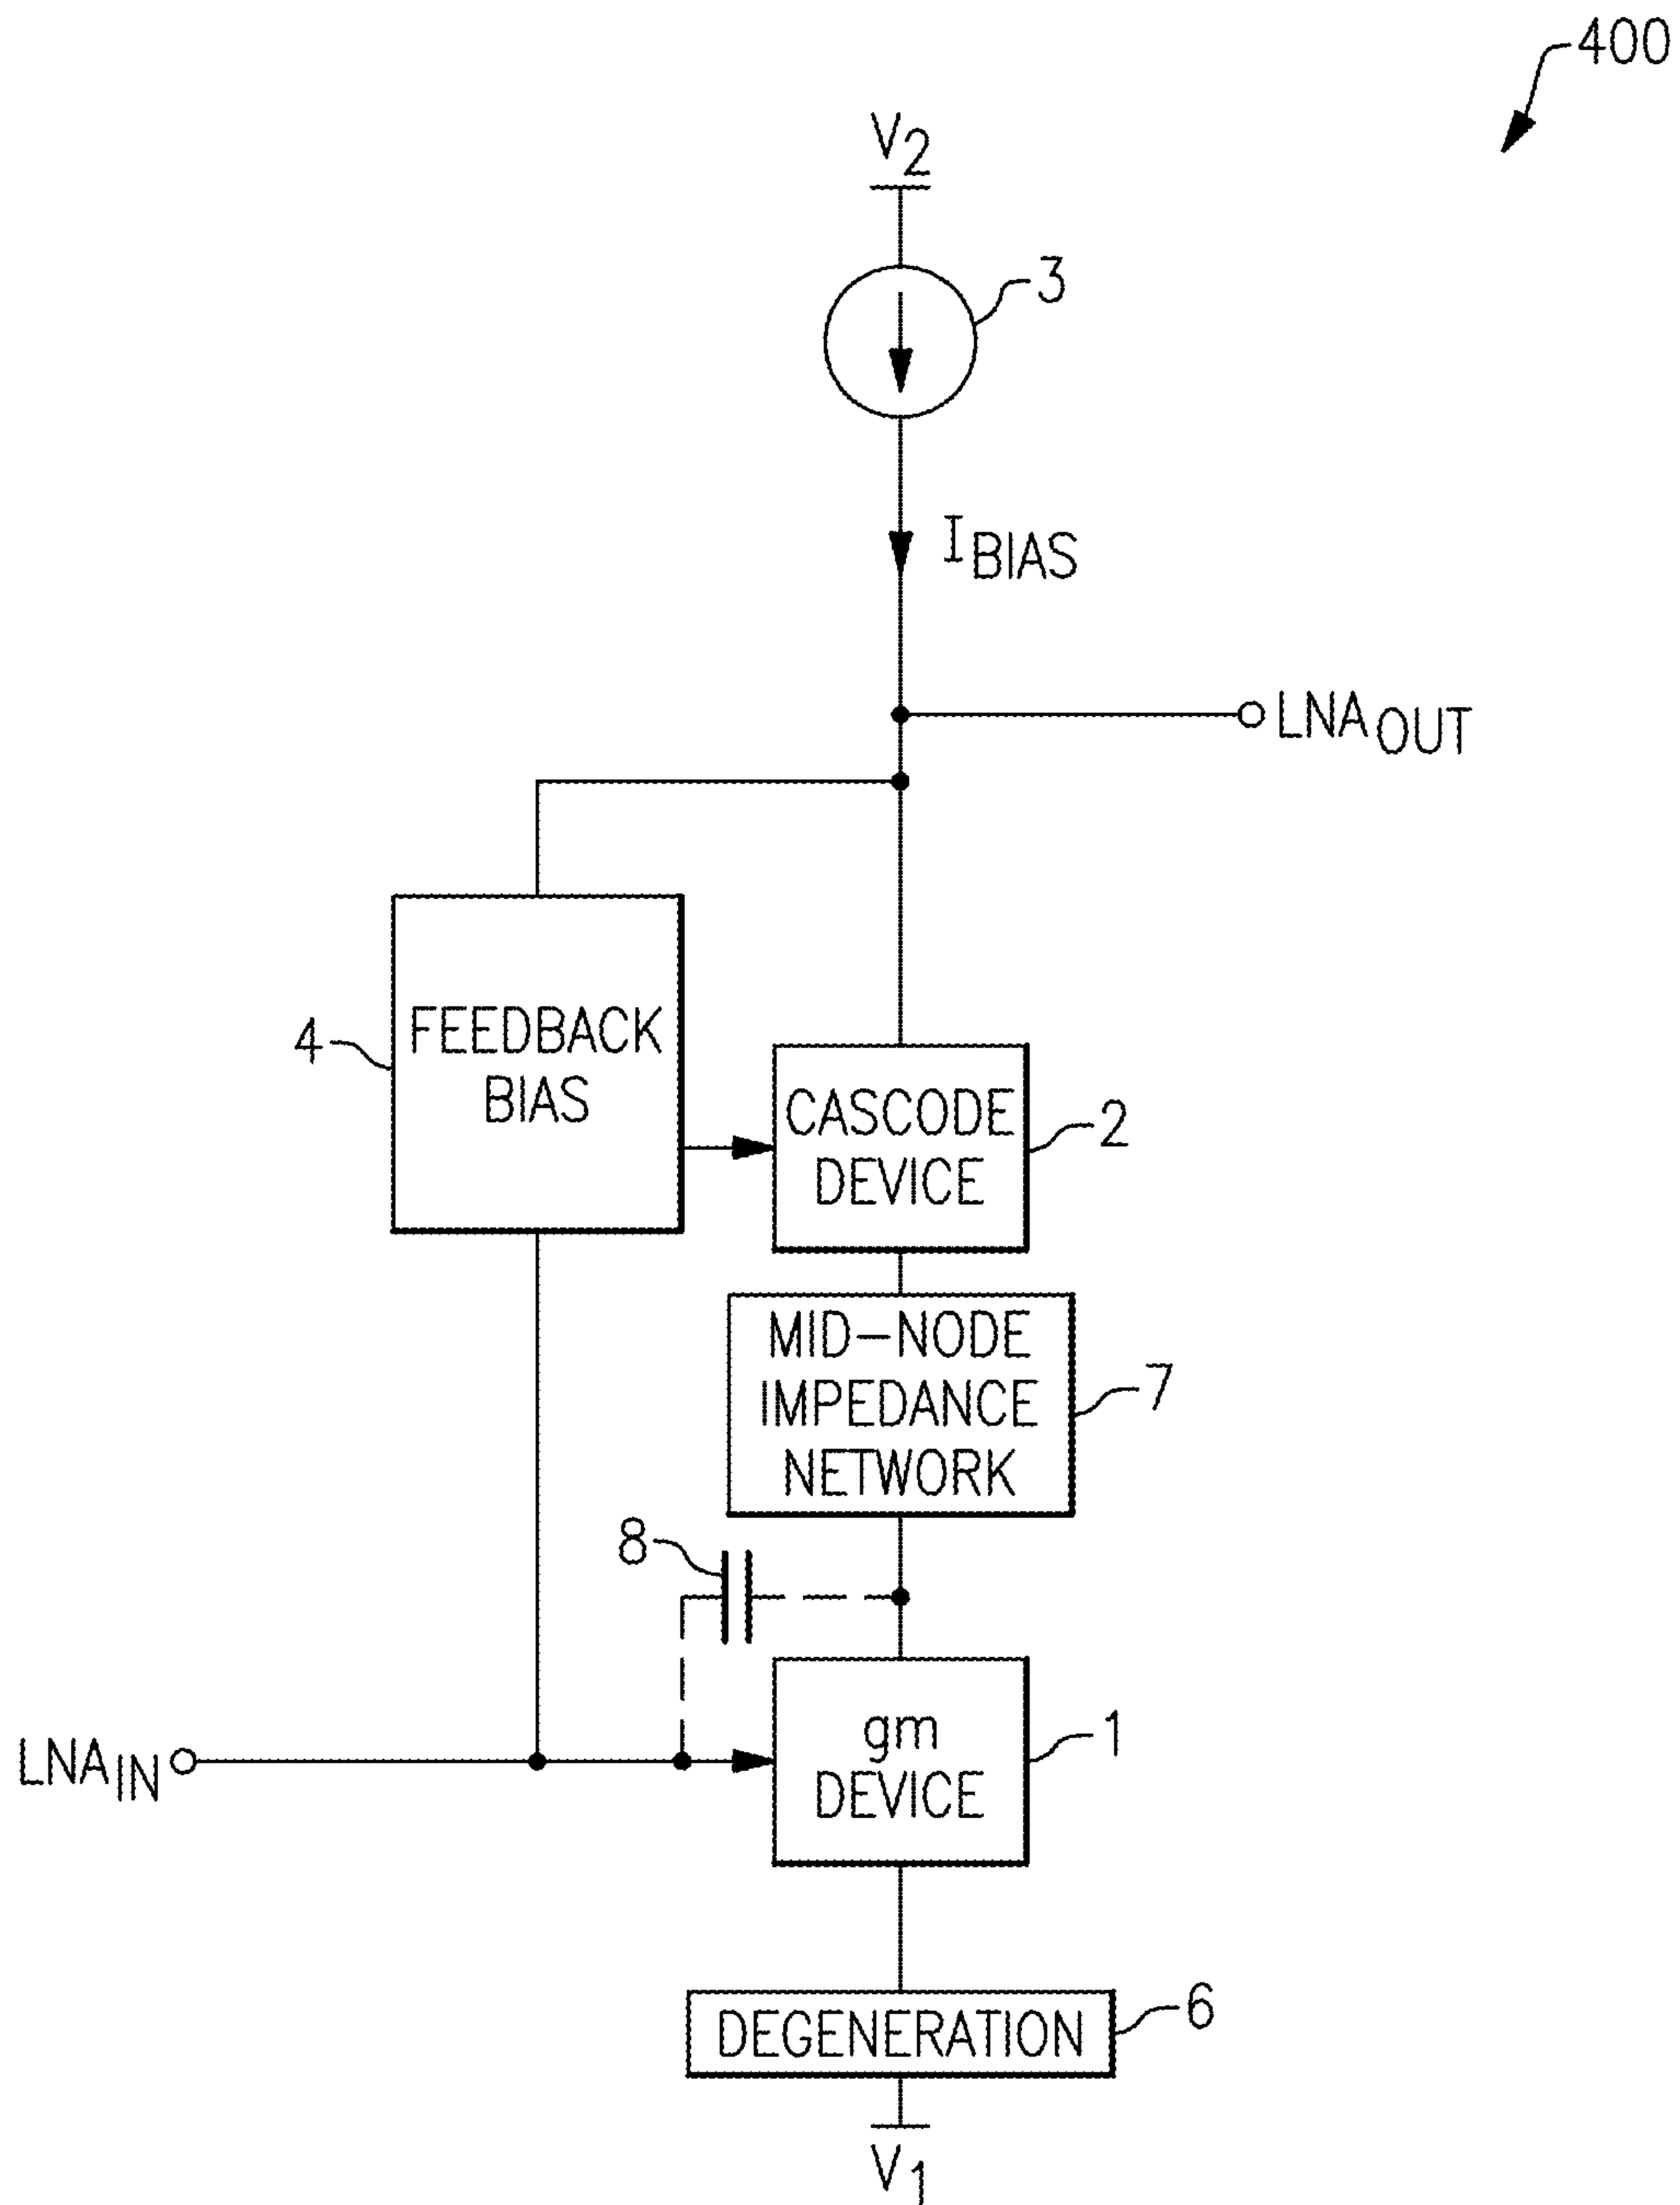 400
V2
3
IBIAS
LNAOUT
4
FEEDBACK
BIAS
CASCODE
DEVICE
2
MID-NODE
IMPEDANCE
NETWORK
7
8
LNAIN
gm
DEVICE
1
DEGENERATION
6
V1